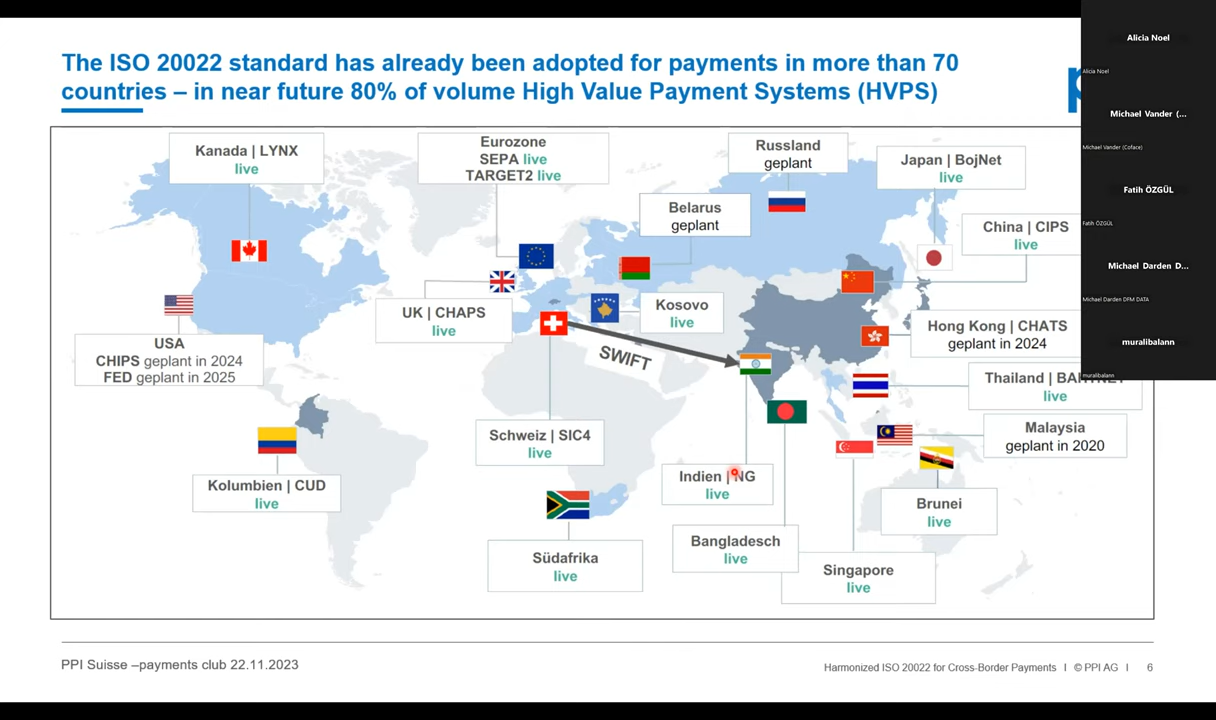 The ISO 20022 standard has already been adopted for payments in more than 70
countries – in near future 80% of volume High Value Payment Systems (HVPS)
Kanada | LYNX
live
Eurozone
SEPA live
TARGET2 live
Russland
geplant
Japan | BojNet
live
Belarus
geplant
China | CIPS
live
UK | CHAPS
live
Kosovo
live
SWIFT
USA
CHIPS geplant in 2024
FED geplant in 2025
Hong Kong | CHATS
geplant in 2024
Thailand |
live
Malaysia
geplant in 2020
Schweiz | SIC4
live
Indien | NG
live
Kolumbien | CUD
live
Brunei
live
Südafrika
live
Bangladesch
live
Singapore
live
PPI Suisse –payments club 22.11.2023
Harmonized ISO 20022 for Cross-Border Payments I © PPI AG I 6
Alicia Noel
Alicia Noel
Michael Vander (...
Michael Vander (Coface)
Fatih ÖZGÜL
Fatih ÖZGÜL
Michael Darden D...
Michael Darden DFM DATA
muralibalann
muralibalann